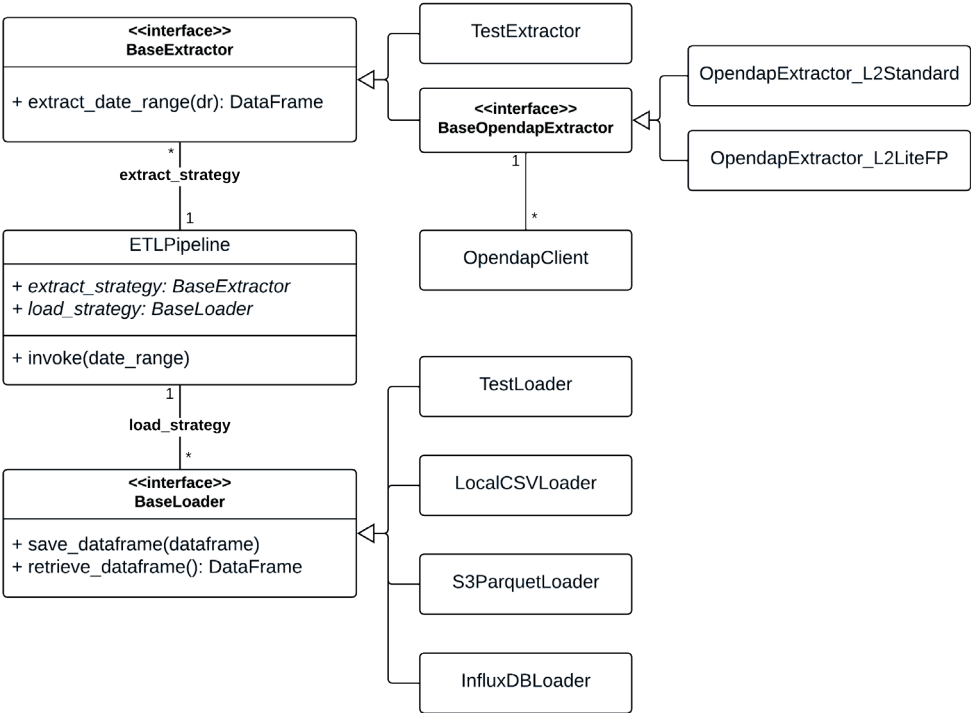 <<interface>>
BaseExtractor
+ extract_date_range(dr): DataFrame
*
extract_strategy
1
ETLPipeline
+ extract_strategy: BaseExtractor
+ load_strategy: BaseLoader
+ invoke(date_range)
1
load_strategy
*
<<interface>>
BaseLoader
+ save_dataframe(dataframe)
+ retrieve_dataframe(): DataFrame
TestExtractor
<<interface>>
BaseOpendapExtractor
1
*
OpendapClient
OpendapExtractor_L2Standard
OpendapExtractor_L2LiteFP
TestLoader
LocalCSVLoader
S3ParquetLoader
InfluxDBLoader